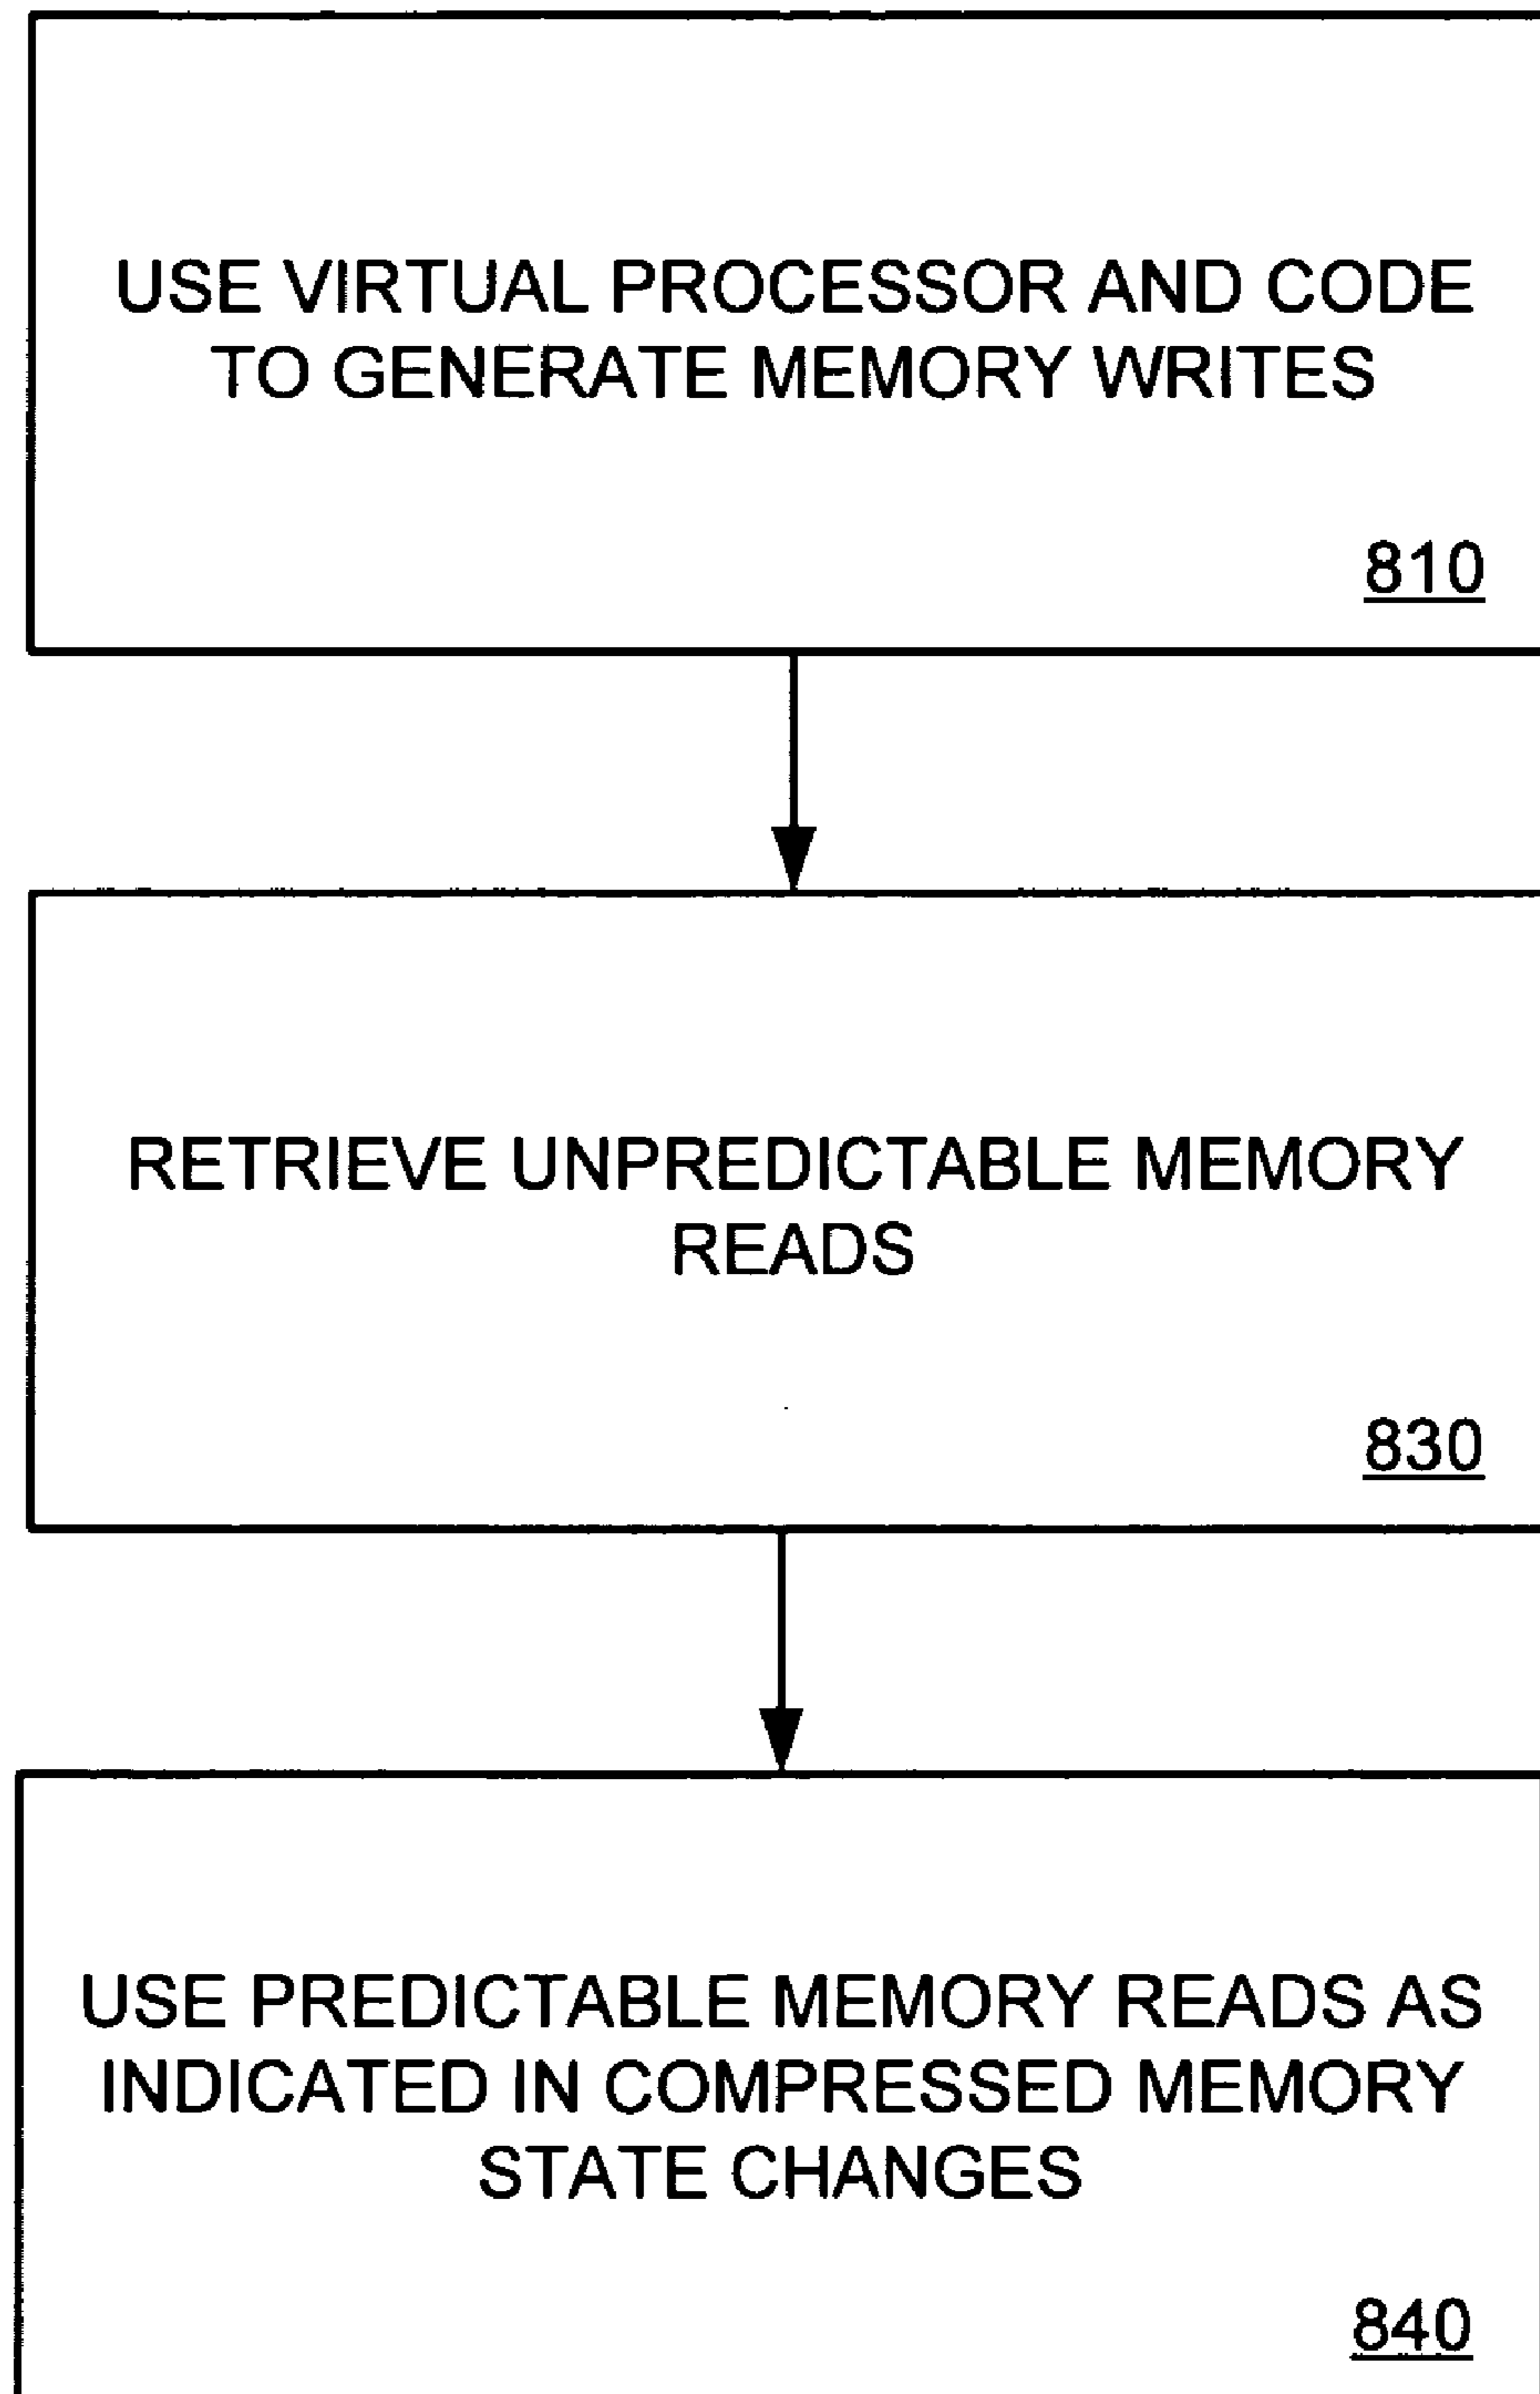 USE VIRTUAL PROCESSOR AND CODE
TO GENERATE MEMORY WRITES
810
RETRIEVE UNPREDICTABLE MEMORY
READS
830
USE PREDICTABLE MEMORY READS AS
INDICATED IN COMPRESSED MEMORY
STATE CHANGES
840